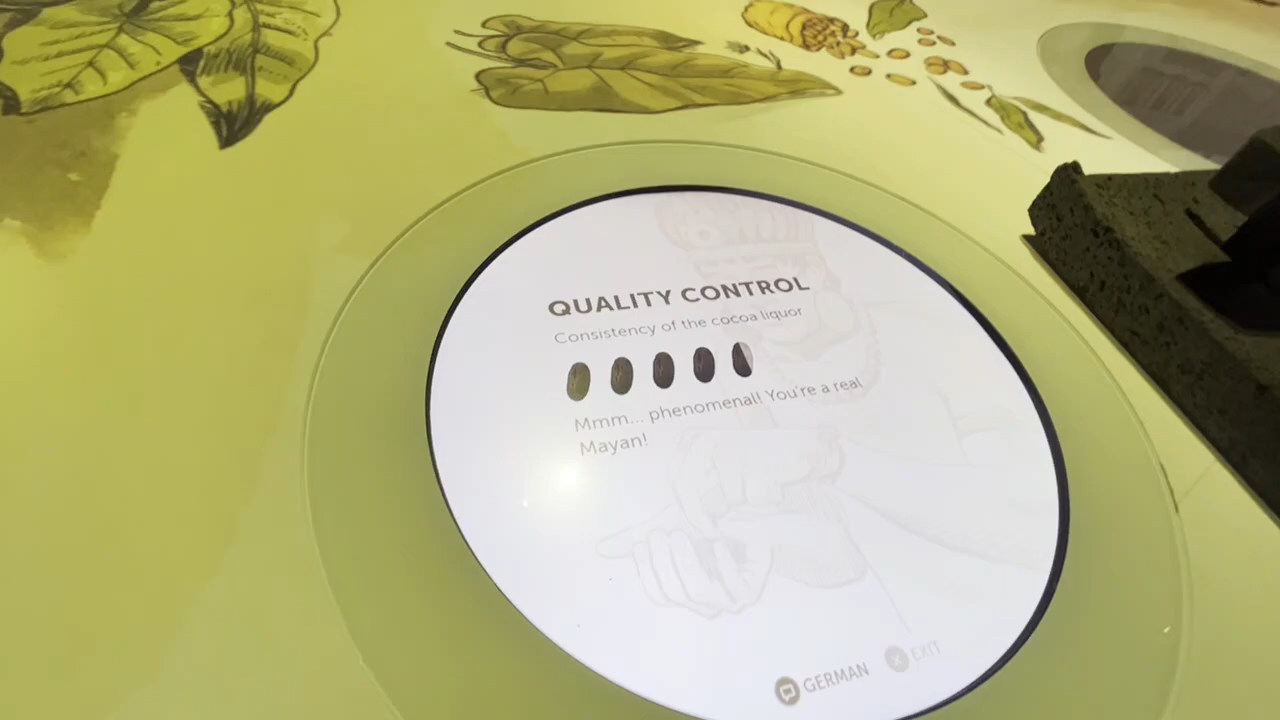 QUALITY CONTROL
Consistency of the cocoa liquor
Mmm... phenomenal! You're a real
Mayan!
GERMAN
EXIT